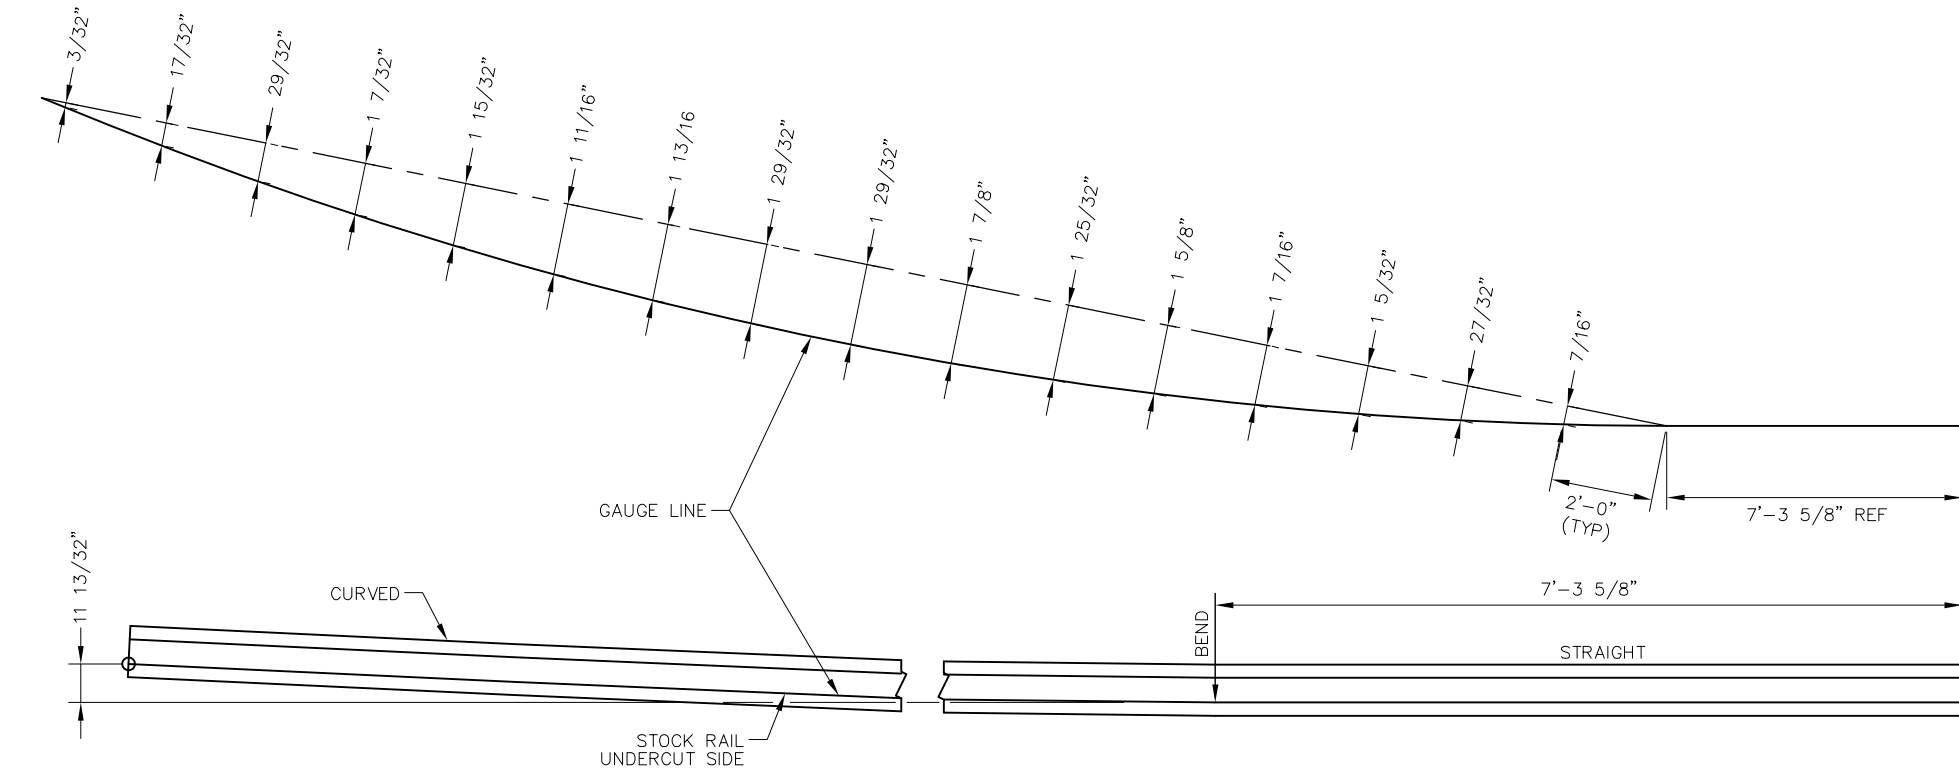 3/32”
17/32”
29/32”
1 7/32”
1 15/32”
1 11/16”
1 13/16
1 29/32”
1 29/32”
1 7/8”
1 25/32”
1 5/8”
1 7/16”
1 5/32”
27/32”
7/16”
2’-0”
(TYP)
7’-3 5/8” REF
GAUGE LINE
11 13/32”
CURVED
BEND
7’-3 5/8”
STRAIGHT
STOCK RAIL
UNDERCUT SIDE